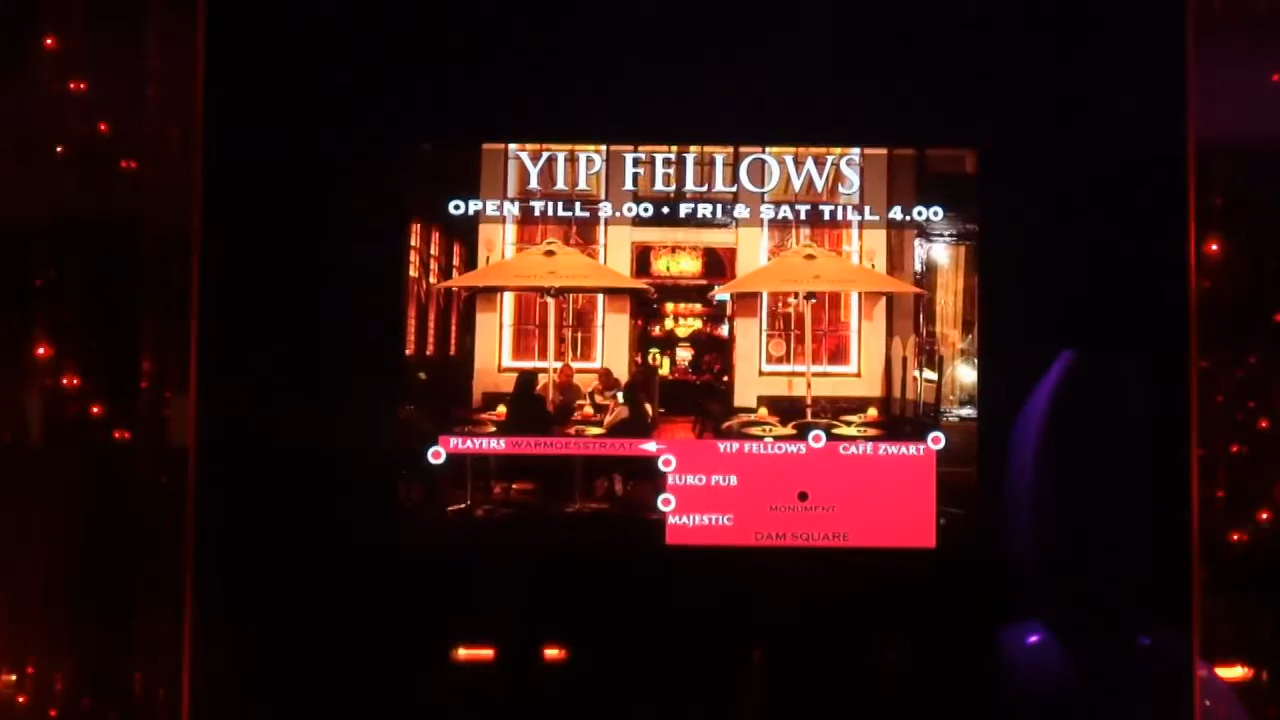 YIP FELLOWS
OPEN TILL 3.00 • FRI & SAT TILL 4.00
PLAYERS WARMOESSTRAAT YIP FELLOWS CAFÉ ZWART
EURO PUB
MONUMENT
MAJESTIC
DAM SQUARE